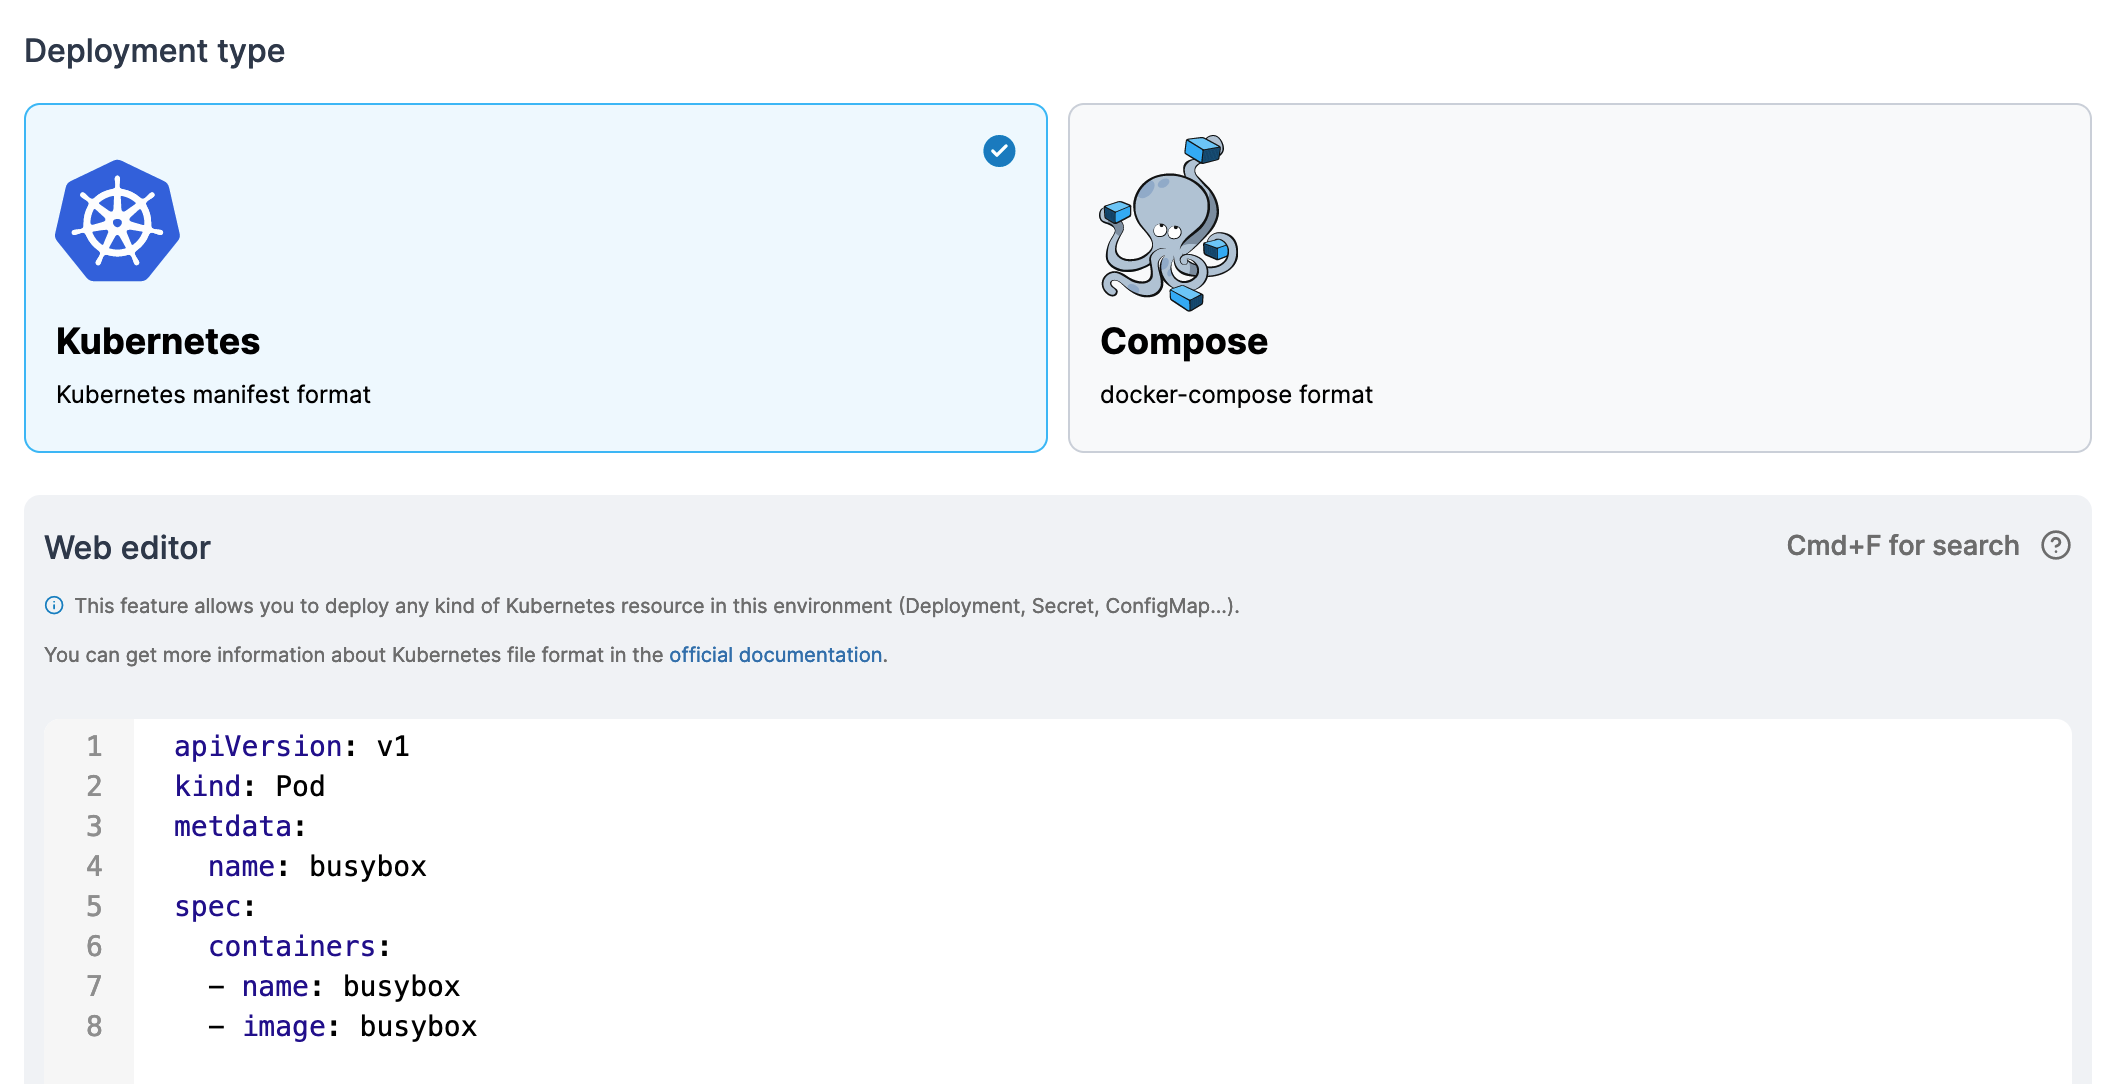 Deployment type
Kubernetes
Kubernetes manifest format
Compose
docker-compose format
Web editor
Cmd+F for search
This feature allows you to deploy any kind of Kubernetes resource in this environment (Deployment, Secret, ConfigMap...).
You can get more information about Kubernetes file format in the official documentation.
1 apiVersion: v1
2 kind: Pod
3 metdata:
4   name: busybox
5 spec:
6   containers:
7   - name: busybox
8   - image: busybox